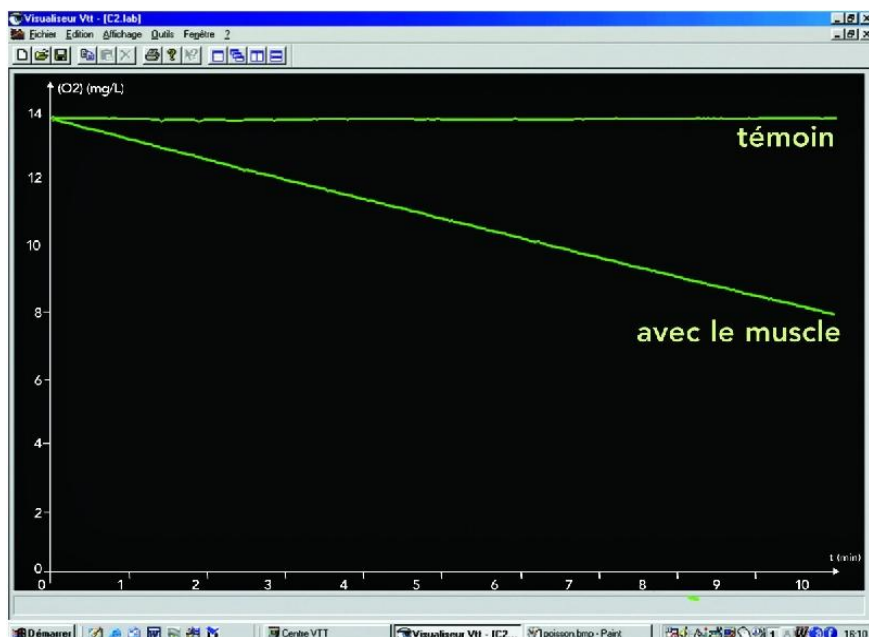 Visualiseur Vtt - [C2.lab]
Fichier Edition Affichage Outils Fenêtre ?
(O2) (mg/L)
14
témoin
12
10
8
avec le muscle
6
4
2
0
t (min)
0 1 2 3 4 5 6 7 8 9 10
Démarrer Centre VTT Visualiseur Vtt - [C2... poisson.bmp - Paint 18:10